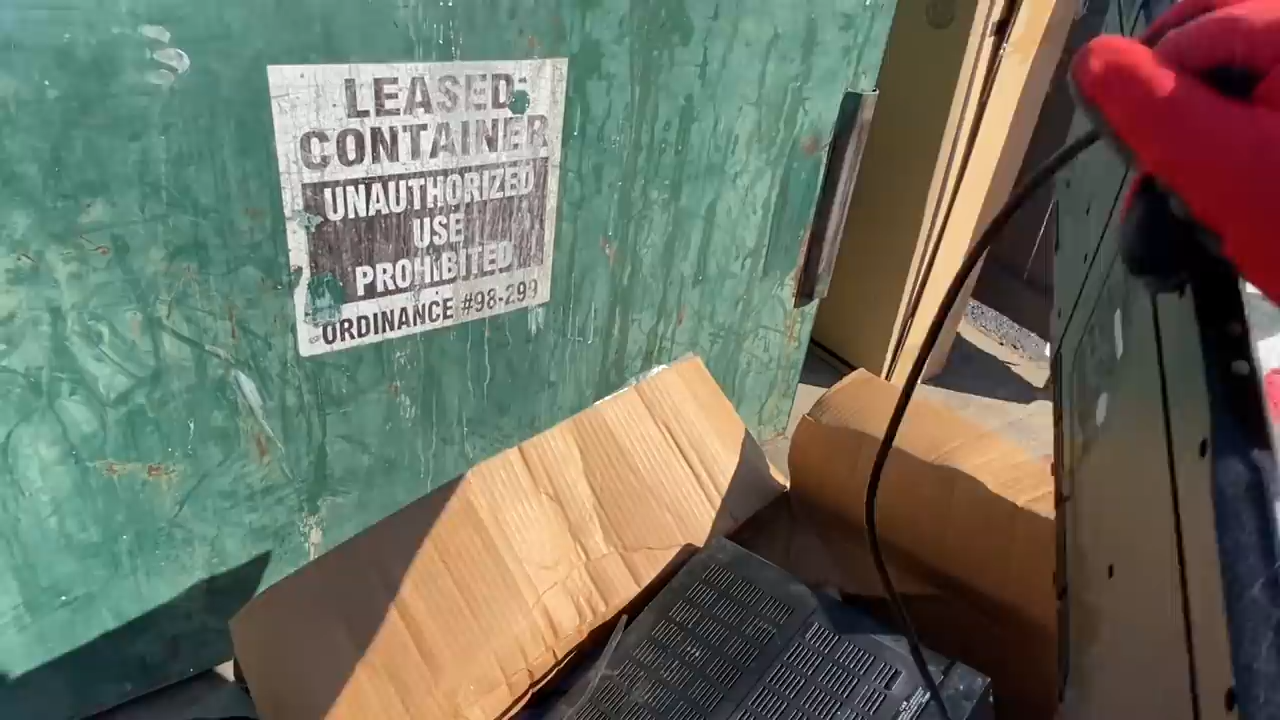 LEASED
CONTAINER
UNAUTHORIZED
USE
PROHIBITED
ORDINANCE #98-299